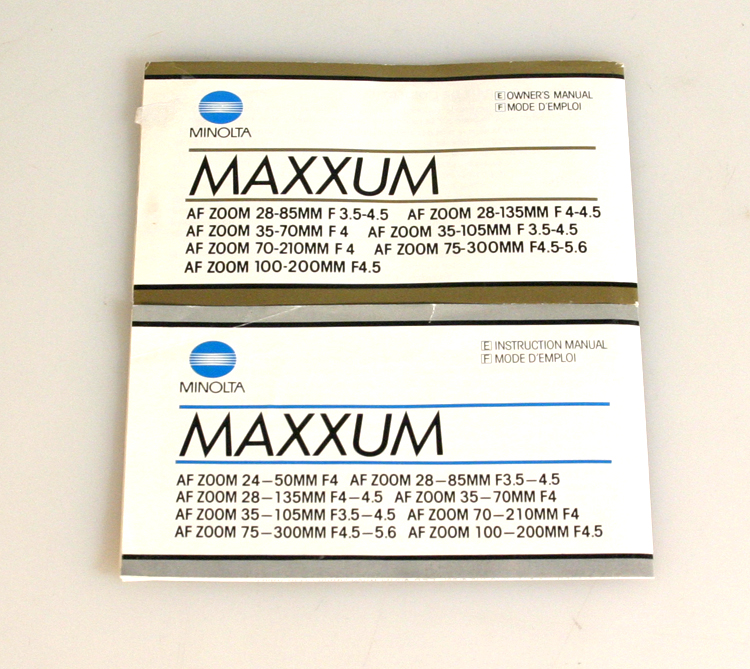 MINOLTA
E OWNER'S MANUAL
F MODE D'EMPLOI
MAXXUM
AF ZOOM 28-85MM F 3.5-4.5 AF ZOOM 28-135MM F 4-4.5
AF ZOOM 35-70MM F 4 AF ZOOM 35-105MM F 3.5-4.5
AF ZOOM 70-210MM F 4 AF ZOOM 75-300MM F4.5-5.6
AF ZOOM 100-200MM F4.5
MINOLTA
E INSTRUCTION MANUAL
F MODE D'EMPLOI
MAXXUM
AF ZOOM 24—50MM F4 AF ZOOM 28—85MM F3.5—4.5
AF ZOOM 28—135MM F4—4.5 AF ZOOM 35—70MM F4
AF ZOOM 35—105MM F3.5—4.5 AF ZOOM 70—210MM F4
AF ZOOM 75—300MM F4.5—5.6 AF ZOOM 100—200MM F4.5